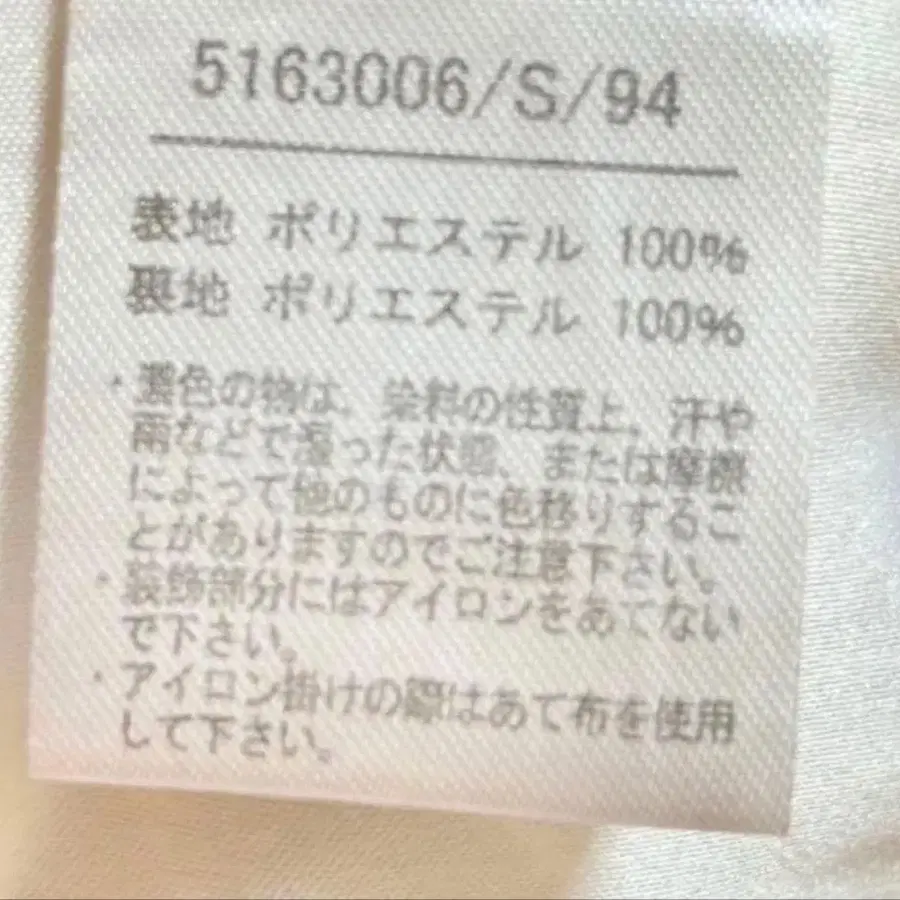 5163006/S/94
表地 ポリエステル 100%
裏地 ポリエステル 100%
・濃色の物は、染料の性質上、汗や
雨などで湿った状態、または摩擦
によって他のものに色移りするこ
とがありますのでご注意下さい。
・装飾部分にはアイロンをあてない
で下さい。
・アイロン掛けの際はあて布を使用
して下さい。